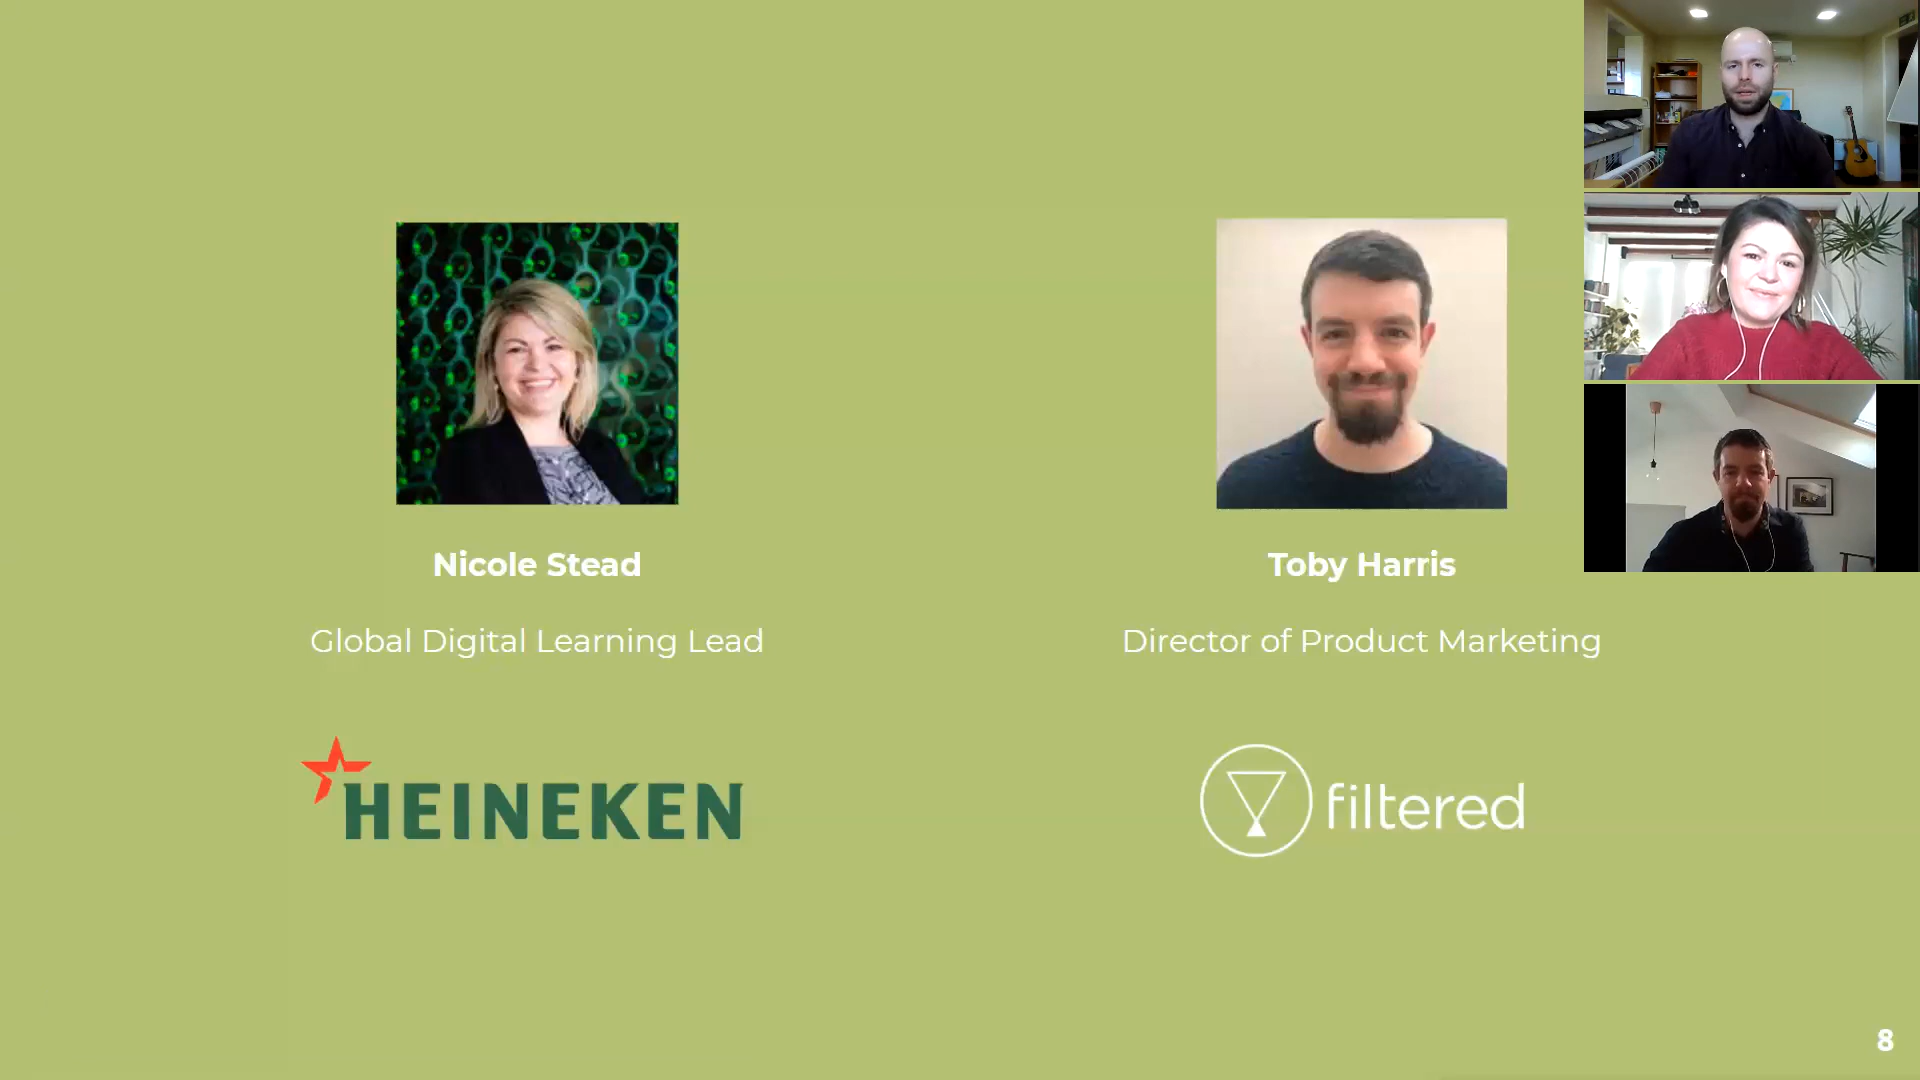 Nicole Stead
Global Digital Learning Lead
HEINEKEN
Toby Harris
Director of Product Marketing
filtered
8